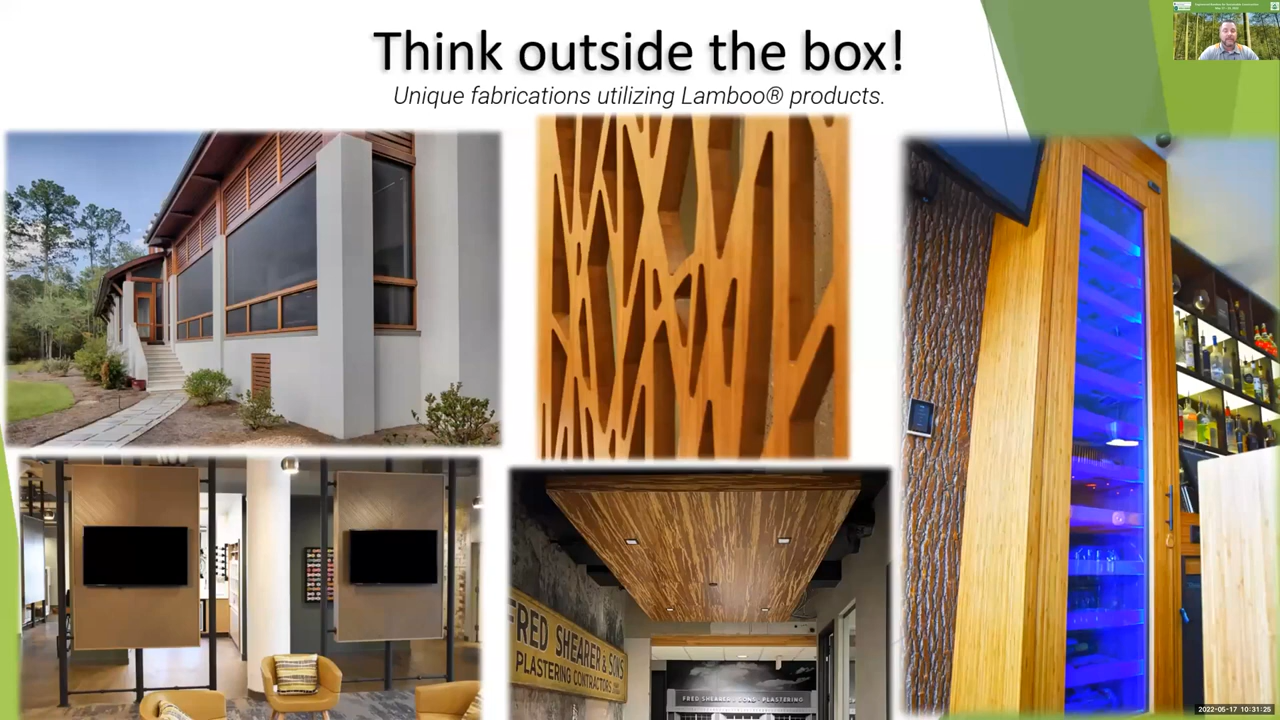 Think outside the box!
Unique fabrications utilizing Lamboo® products.
FRED SHEARER & SONS
PLASTERING CONTRACTORS
FRED SHEARER & SONS · PLASTERING
2022-05-17 10:31:25